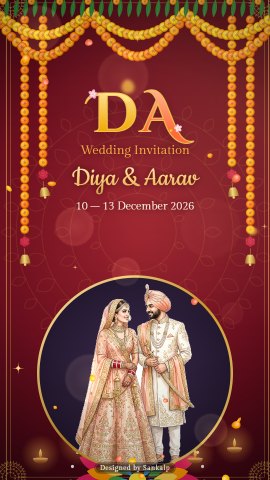 DA
Wedding Invitation
Diya & Aarav
10 — 13 December 2026
Designed by Sankalp